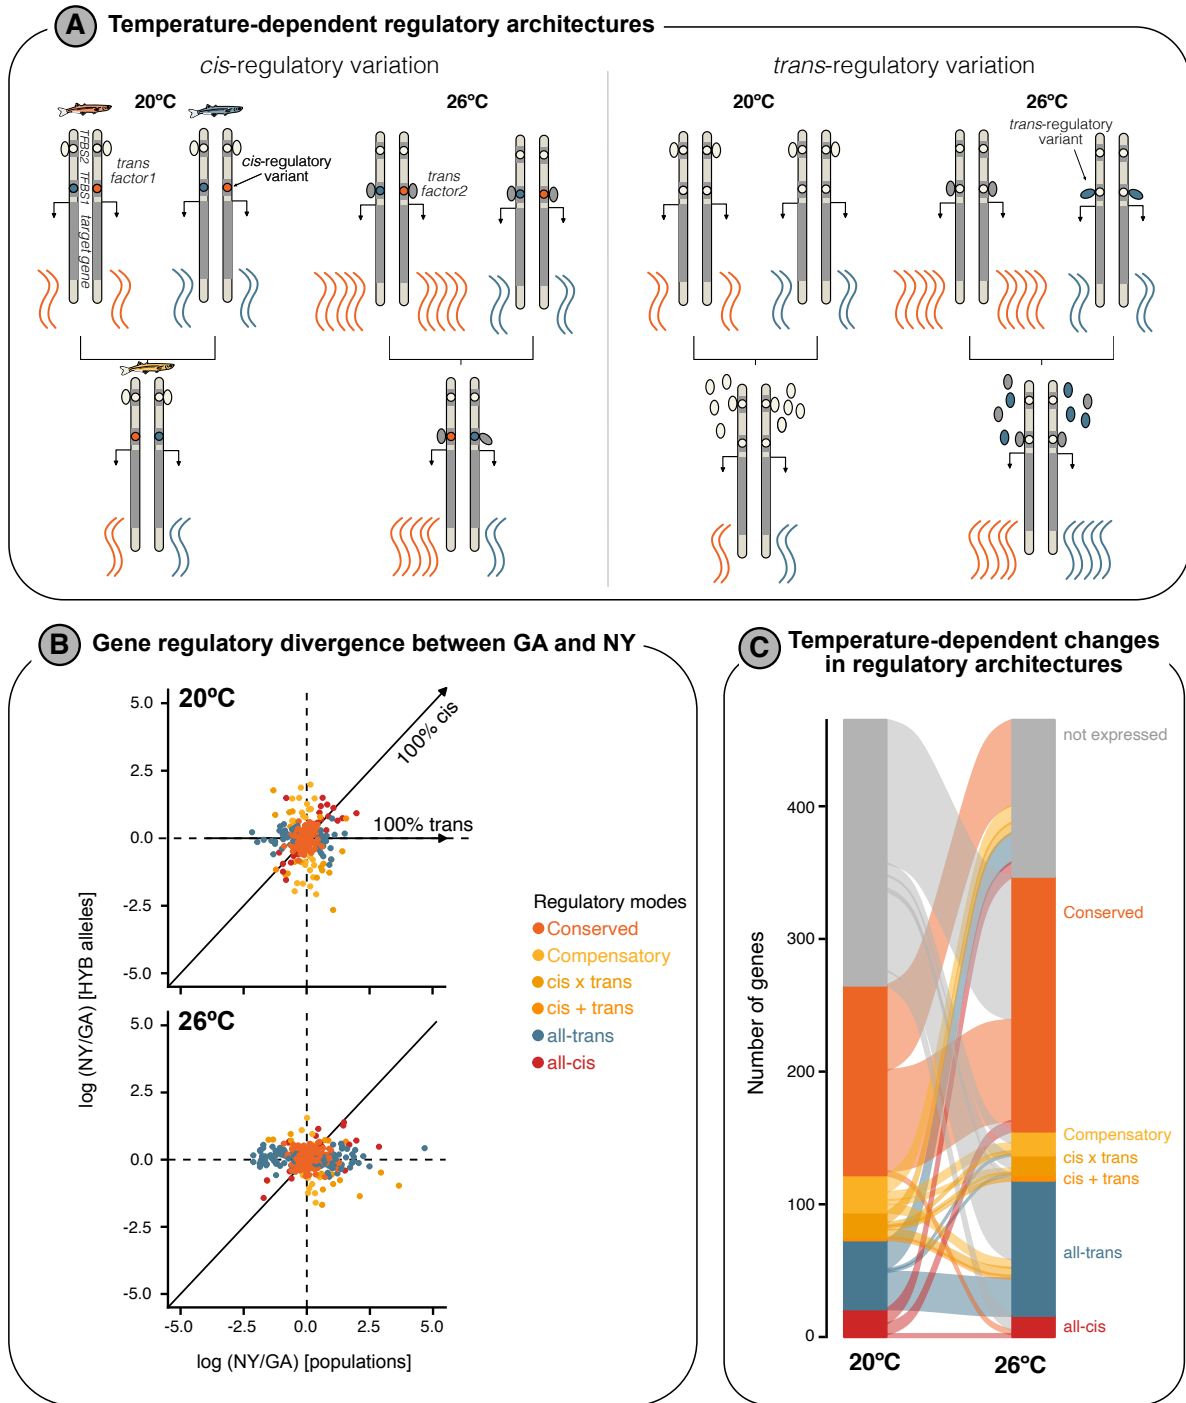 A Temperature-dependent regulatory architectures
cis-regulatory variation
trans-regulatory variation
20ºC
26ºC
20ºC
26ºC
TFBS2
TFBS1
target gene
trans
factor1
cis-regulatory
variant
trans
factor2
trans-regulatory
variant
B Gene regulatory divergence between GA and NY
20ºC
5.0
2.5
0.0
-2.5
-5.0
100% cis
100% trans
26ºC
5.0
2.5
0.0
-2.5
-5.0
-5.0 -2.5 0.0 2.5 5.0
log (NY/GA) [HYB alleles]
log (NY/GA) [populations]
Regulatory modes
Conserved
Compensatory
cis x trans
cis + trans
all-trans
all-cis
C Temperature-dependent changes
in regulatory architectures
Number of genes
400
300
200
100
0
20ºC
26ºC
not expressed
Conserved
Compensatory
cis x trans
cis + trans
all-trans
all-cis